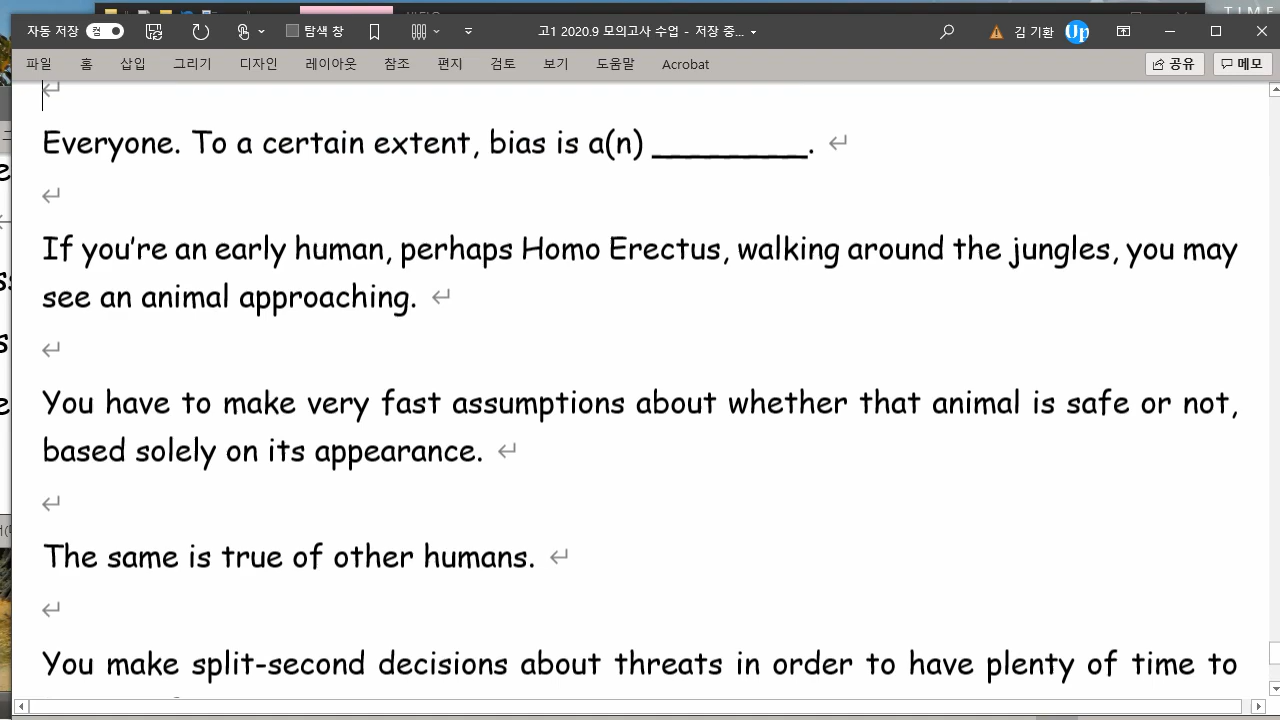 TIME
자동 저장 컴 탐색 창 고1 2020.9 모의고사 수업 - 저장 중... 김 기환 Up
파일 홈 삽입 그리기 디자인 레이아웃 참조 편지 검토 보기 도움말 Acrobat 공유 메모
Everyone. To a certain extent, bias is a(n) ________.
If you’re an early human, perhaps Homo Erectus, walking around the jungles, you may
see an animal approaching.
You have to make very fast assumptions about whether that animal is safe or not,
based solely on its appearance.
The same is true of other humans.
You make split-second decisions about threats in order to have plenty of time to